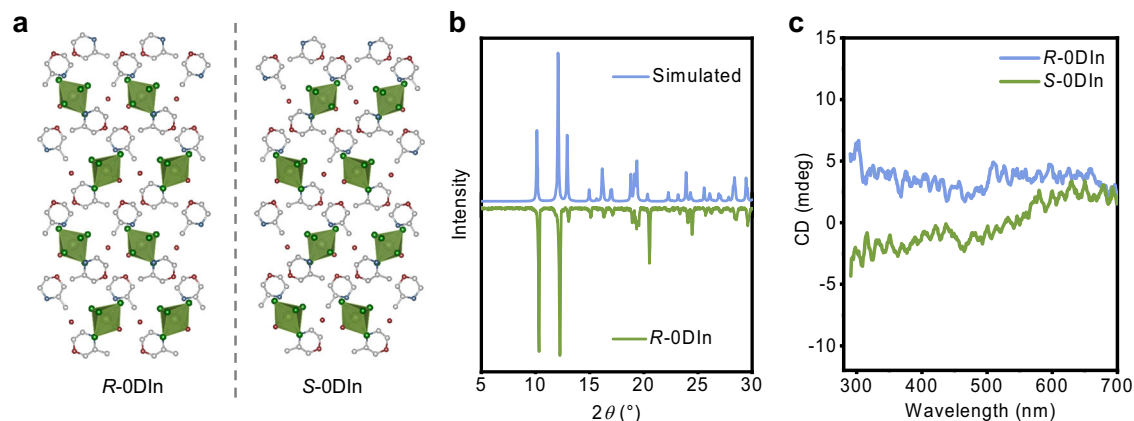 a
R-0DIn
S-0DIn
b
Simulated
R-0DIn
Intensity
5 10 15 20 25 30
2θ (°)
c
R-0DIn
S-0DIn
CD (mdeg)
15
10
5
0
-5
-10
300 400 500 600 700
Wavelength (nm)